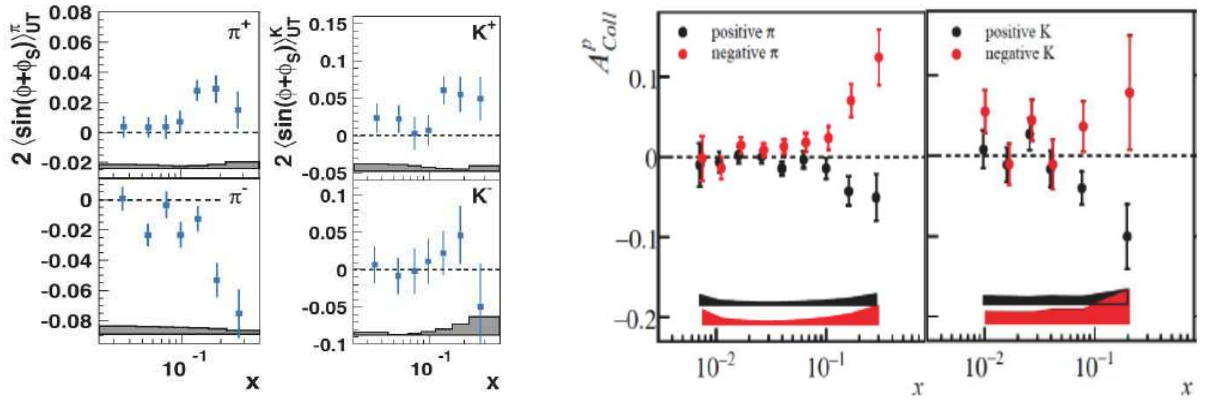 2 ⟨sin(φ+φS)⟩πUT
π+
0.08
0.06
0.04
0.02
0
-0.02
π-
0
-0.02
-0.04
-0.06
-0.08
10-1
x
2 ⟨sin(φ+φS)⟩KUT
K+
0.15
0.10
0.05
0
-0.05
K-
0.1
0.05
0
-0.05
-0.1
10-1
x
ApColl
positive π
negative π
0.1
0
−0.1
−0.2
10−2
10−1
x
positive K
negative K
10−2
10−1
x